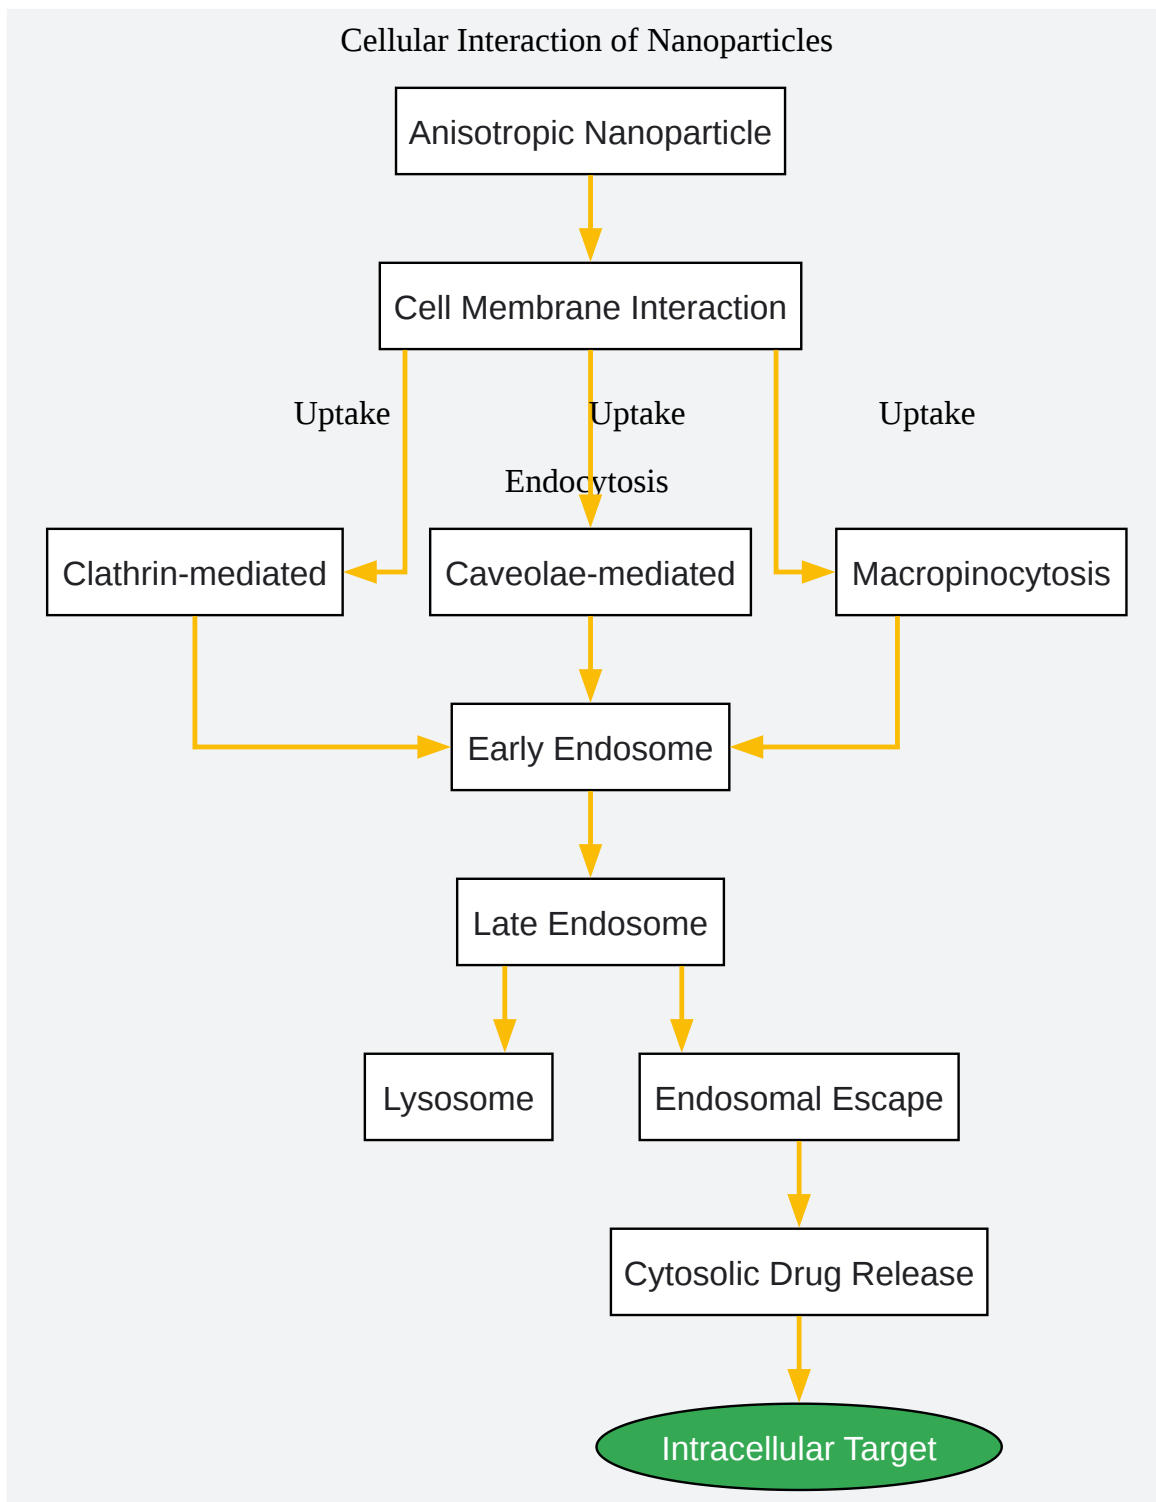 Cellular Interaction of Nanoparticles
Anisotropic Nanoparticle
Cell Membrane Interaction
Uptake
Uptake
Uptake
Endocytosis
Clathrin-mediated
Caveolae-mediated
Macropinocytosis
Early Endosome
Late Endosome
Lysosome
Endosomal Escape
Cytosolic Drug Release
Intracellular Target